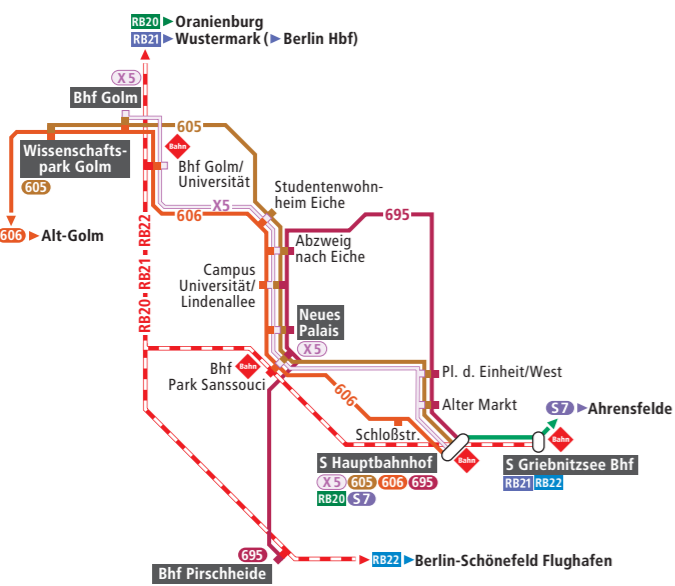 RB20 Oranienburg
RB21 Wustermark ( Berlin Hbf)
X 5
Bhf Golm
605
Wissenschafts-
park Golm
605
Bahn
Bhf Golm/
Universität
Studentenwohn-
heim Eiche
X5
606
695
606 Alt-Golm
Abzweig
nach Eiche
RB20 RB21 RB22
Campus
Universität/
Lindenallee
Neues
Palais
X 5
Bhf
Park Sanssouci
Bahn
606
Pl. d. Einheit/West
Alter Markt
S7 Ahrensfelde
Schloßstr.
Bahn
Bahn
S Hauptbahnhof
X 5 605 606 695
RB20 S7
S Griebnitzsee Bhf
RB21 RB22
695
Bhf Pirschheide
RB22 Berlin-Schönefeld Flughafen